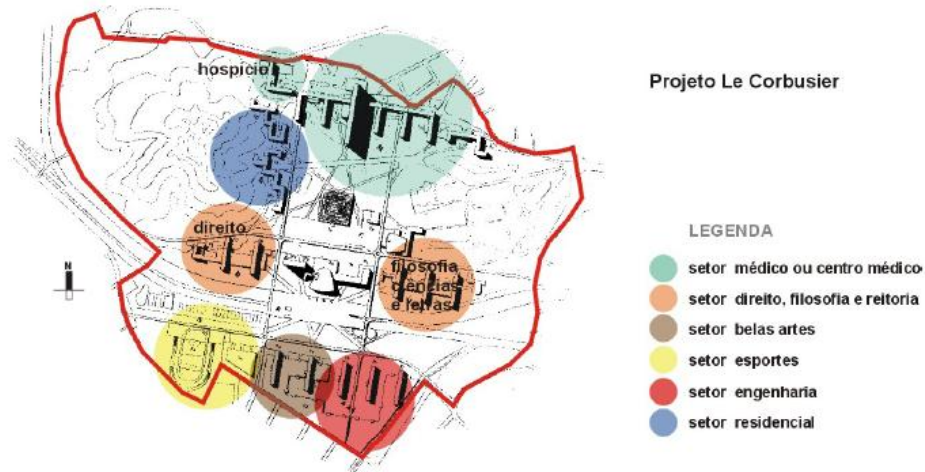 hospício
direito
filosofia
ciências
e letras
N
Projeto Le Corbusier
LEGENDA
setor médico ou centro médico
setor direito, filosofia e reitoria
setor belas artes
setor esportes
setor engenharia
setor residencial